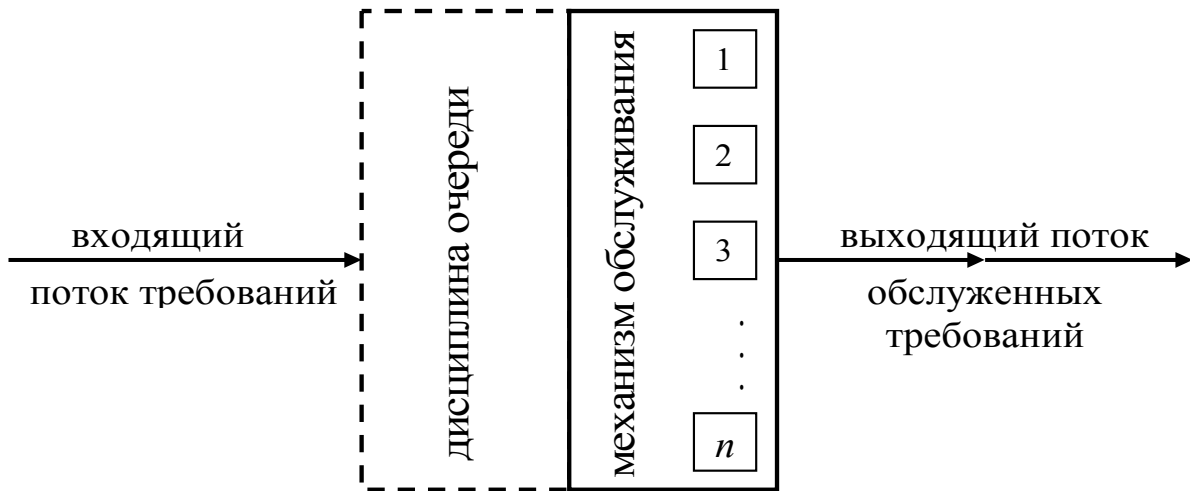 входящий
поток требований
дисциплина очереди
механизм обслуживания
1
2
3
.
.
.
n
выходящий поток
обслуженных
требований